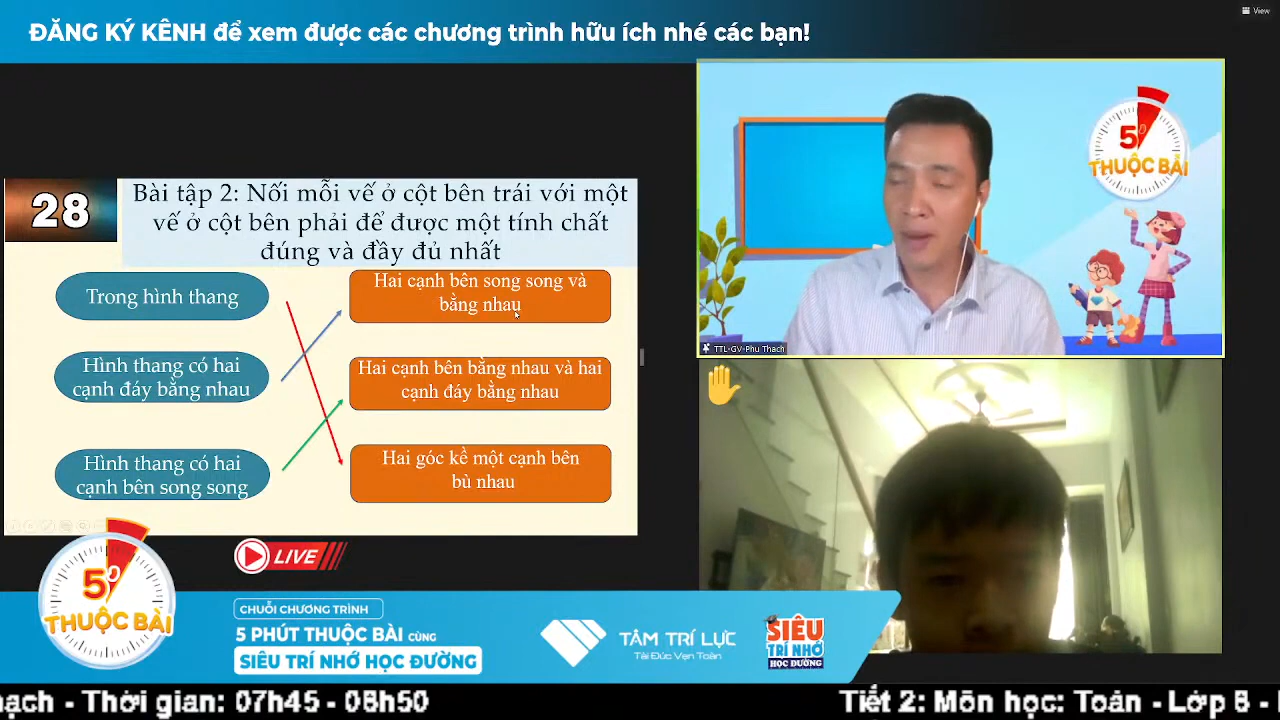 ĐĂNG KÝ KÊNH để xem được các chương trình hữu ích nhé các bạn!
View
28
Bài tập 2: Nối mỗi vế ở cột bên trái với một
vế ở cột bên phải để được một tính chất
đúng và đầy đủ nhất
Trong hình thang
Hai cạnh bên song song và
bằng nhau
Hình thang có hai
cạnh đáy bằng nhau
Hai cạnh bên bằng nhau và hai
cạnh đáy bằng nhau
Hình thang có hai
cạnh bên song song
Hai góc kề một cạnh bên
bù nhau
5
THUỘC BÀI
TTL-GV-Phu Thach
5
THUỘC BÀI
LIVE
CHUỖI CHƯƠNG TRÌNH
5 PHÚT THUỘC BÀI CÙNG
SIÊU TRÍ NHỚ HỌC ĐƯỜNG
TÂM TRÍ LỰC
Tài Đức Vẹn Toàn
SIÊU
TRÍ NHỚ
HỌC ĐƯỜNG
ạch - Thời gian: 07h45 - 08h50
Tiết 2: Môn học: Toán - Lớp 8 -